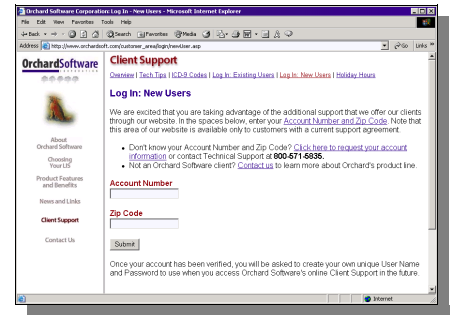 Orchard Software Corporation: Log In - New Users - Microsoft Internet Explorer
File Edit View Favorites Tools Help
Back Search Favorites Media
Address http://www.orchardsoft.com/customer_area/login/newUser.asp Go Links »
OrchardSoftware
CORPORATION
About
Orchard Software
Choosing
Your LIS
Product Features
and Benefits
News and Links
Client Support
Contact Us
Client Support
Overview | Tech Tips | ICD-9 Codes | Log In: Existing Users | Log In: New Users | Holiday Hours
Log In: New Users
We are excited that you are taking advantage of the additional support that we offer our clients
through our website. In the spaces below, enter your Account Number and Zip Code. Note that
this area of our website is available only to customers with a current support agreement.
• Don't know your Account Number and Zip Code? Click here to request your account
information or contact Technical Support at 800-571-5835.
• Not an Orchard Software client? Contact us to learn more about Orchard's product line.
Account Number
Zip Code
Submit
Once your account has been verified, you will be asked to create your own unique User Name
and Password to use when you access Orchard Software's online Client Support in the future.
Internet